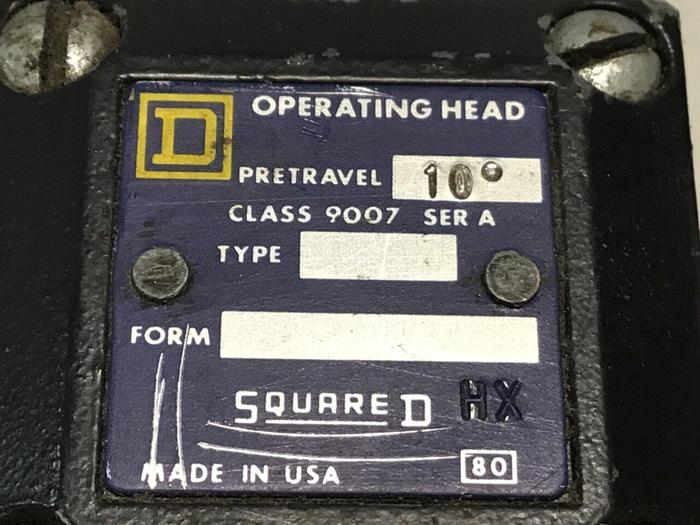 D OPERATING HEAD
PRETRAVEL 10°
CLASS 9007 SER A
TYPE
FORM
SQUARE D HX
MADE IN USA 80